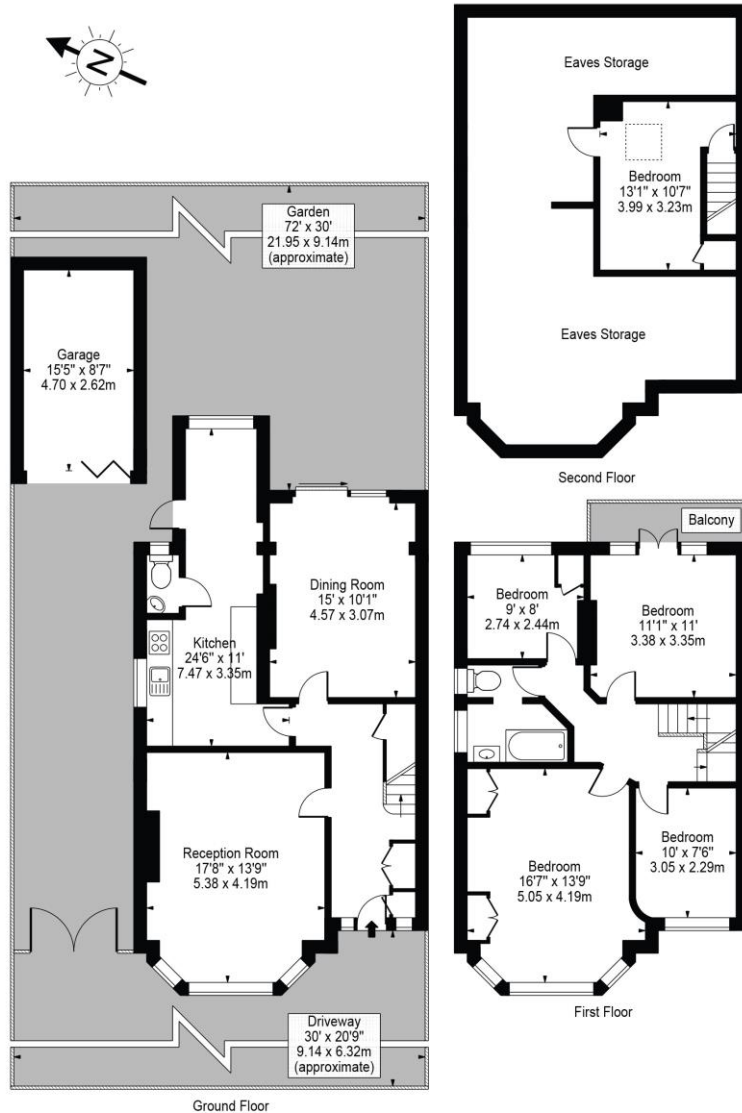 N
Eaves Storage
Bedroom
13'1" x 10'7"
3.99 x 3.23m
Eaves Storage
Second Floor
Garden
72' x 30'
21.95 x 9.14m
(approximate)
Garage
15'5" x 8'7"
4.70 x 2.62m
Dining Room
15' x 10'1"
4.57 x 3.07m
Kitchen
24'6" x 11'
7.47 x 3.35m
Reception Room
17'8" x 13'9"
5.38 x 4.19m
Driveway
30' x 20'9"
9.14 x 6.32m
(approximate)
Ground Floor
Balcony
Bedroom
9' x 8'
2.74 x 2.44m
Bedroom
11'1" x 11'
3.38 x 3.35m
Bedroom
16'7" x 13'9"
5.05 x 4.19m
Bedroom
10' x 7'6"
3.05 x 2.29m
First Floor